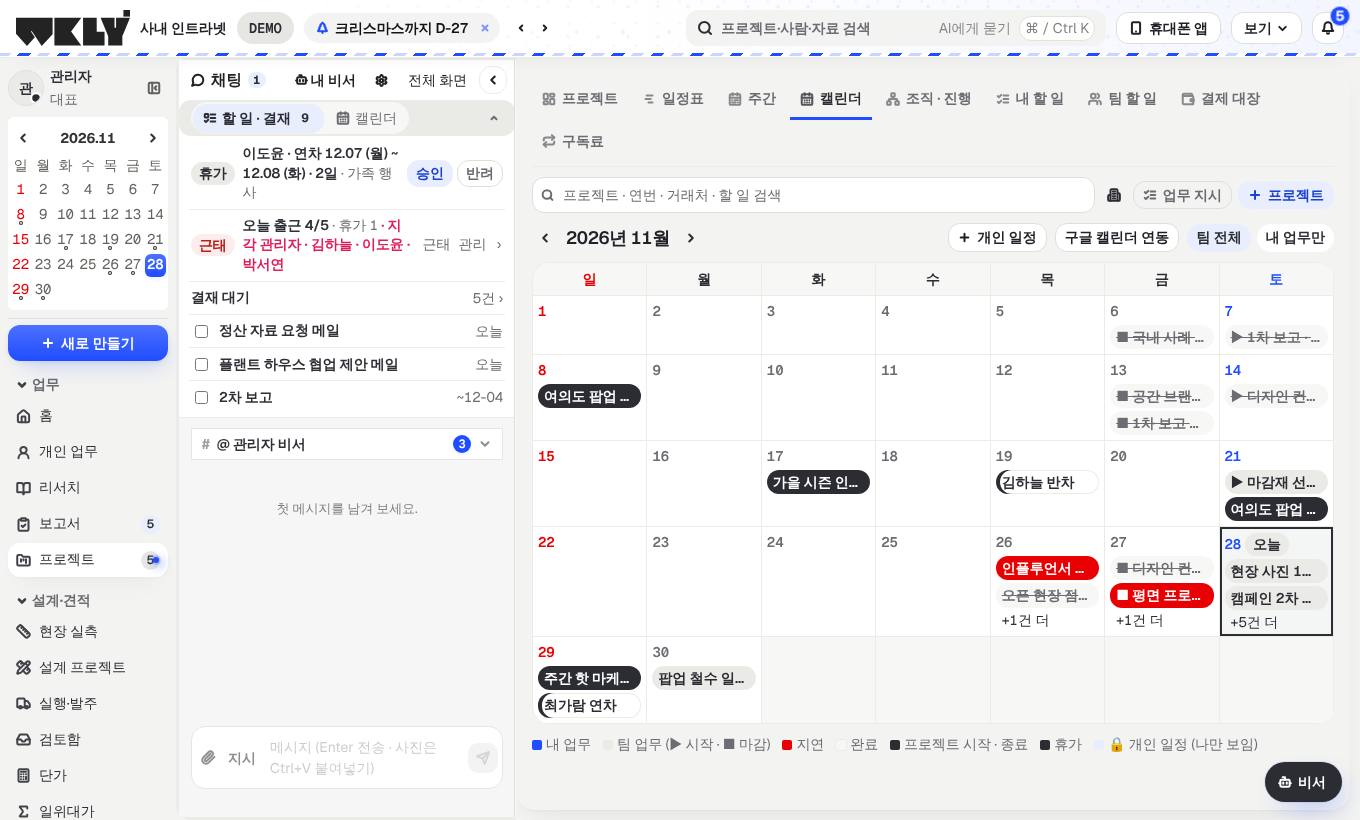 WKLY 사내 인트라넷 DEMO 크리스마스까지 D-27 × ‹ › 프로젝트·사람·자료 검색 AI에게 묻기 ⌘ / Ctrl K 휴대폰 앱 보기 5
관 관리자
대표
2026.11
일 월 화 수 목 금 토
1 2 3 4 5 6 7
8 9 10 11 12 13 14
15 16 17 18 19 20 21
22 23 24 25 26 27 28
29 30
+ 새로 만들기
업무
홈
개인 업무
리서치
보고서 5
프로젝트 5
설계·견적
현장 실측
설계 프로젝트
실행·발주
검토함
단가
일위대가
채팅 1 내 비서 전체 화면
할 일 · 결재 9 캘린더
휴가 이도윤 · 연차 12.07 (월) ~
12.08 (화) · 2일 · 가족 행
사
승인 반려
근태 오늘 출근 4/5 · 휴가 1 · 지
각 관리자 · 김하늘 · 이도윤 ·
박서연
근태 관리 ›
결재 대기 5건 ›
정산 자료 요청 메일 오늘
플랜트 하우스 협업 제안 메일 오늘
2차 보고 ~12-04
# @ 관리자 비서 3
첫 메시지를 남겨 보세요.
지시 메시지 (Enter 전송 · 사진은
Ctrl+V 붙여넣기)
프로젝트 일정표 주간 캘린더 조직 · 진행 내 할 일 팀 할 일 결제 대장
구독료
프로젝트 · 연번 · 거래처 · 할 일 검색 업무 지시 + 프로젝트
‹ 2026년 11월 › + 개인 일정 구글 캘린더 연동 팀 전체 내 업무만
일 월 화 수 목 금 토
1 2 3 4 5 6 7
■ 국내 사례 … ▶ 1차 보고 -…
8 9 10 11 12 13 14
여의도 팝업 … ■ 공간 브랜… ▶ 디자인 컨…
■ 1차 보고 …
15 16 17 18 19 20 21
가을 시즌 인… 김하늘 반차 ▶ 마감재 선…
여의도 팝업 …
22 23 24 25 26 27 28 오늘
인플루언서 … ■ 디자인 컨… 현장 사진 1…
오픈 현장 점… ■ 평면 프로… 캠페인 2차 …
+1건 더 +1건 더 +5건 더
29 30
주간 핫 마케… 팝업 철수 일…
최가람 연차
내 업무 팀 업무 (▶ 시작 · ■ 마감) 지연 완료 프로젝트 시작 · 종료 휴가 🔒 개인 일정 (나만 보임)
비서